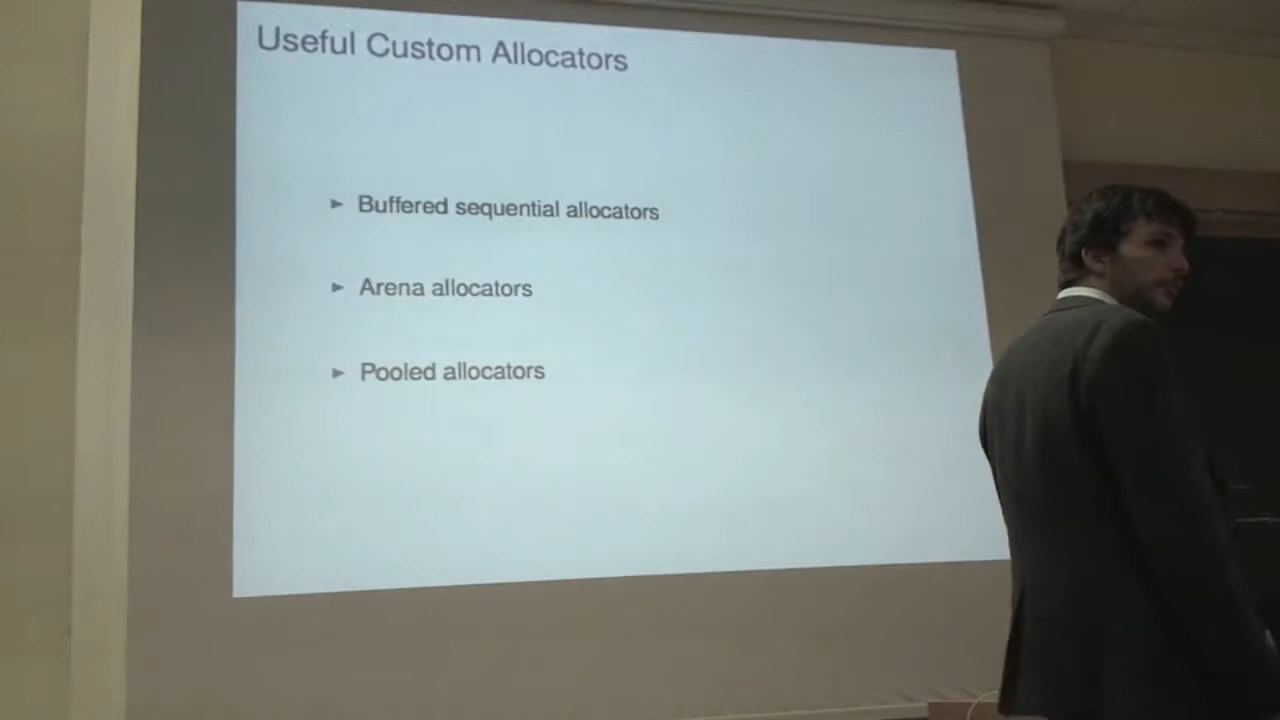 Useful Custom Allocators
► Buffered sequential allocators
► Arena allocators
► Pooled allocators